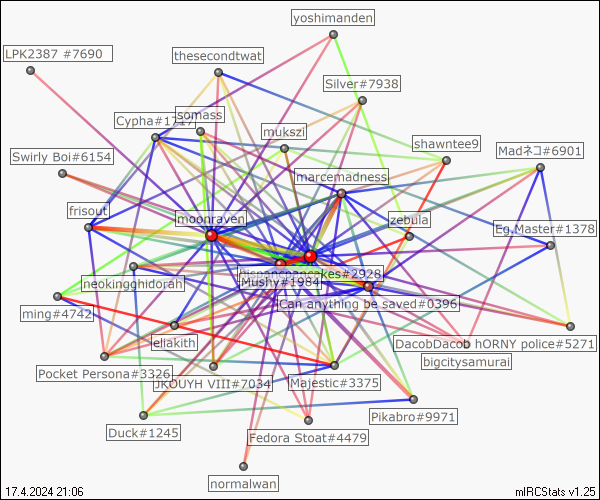 yoshimanden
LPK2387 #7690
thesecondtwat
Silver#7938
Cypha#1717
somass
mukszi
shawntee9
Madネコ#6901
Swirly Boi#6154
marcemadness
frisout
moonraven
zebula
Eg.Master#1378
hispanicpancakes#2928
neokingghidorah
Mushy#1984
Can anything be saved#0396
ming#4742
eliakith
DacobDacob hORNY police#5271
bigcitysamurai
Pocket Persona#3326
JKOUYH VIII#7034
Majestic#3375
Pikabro#9971
Duck#1245
Fedora Stoat#4479
normalwan
17.4.2024 21:06
mIRCStats v1.25